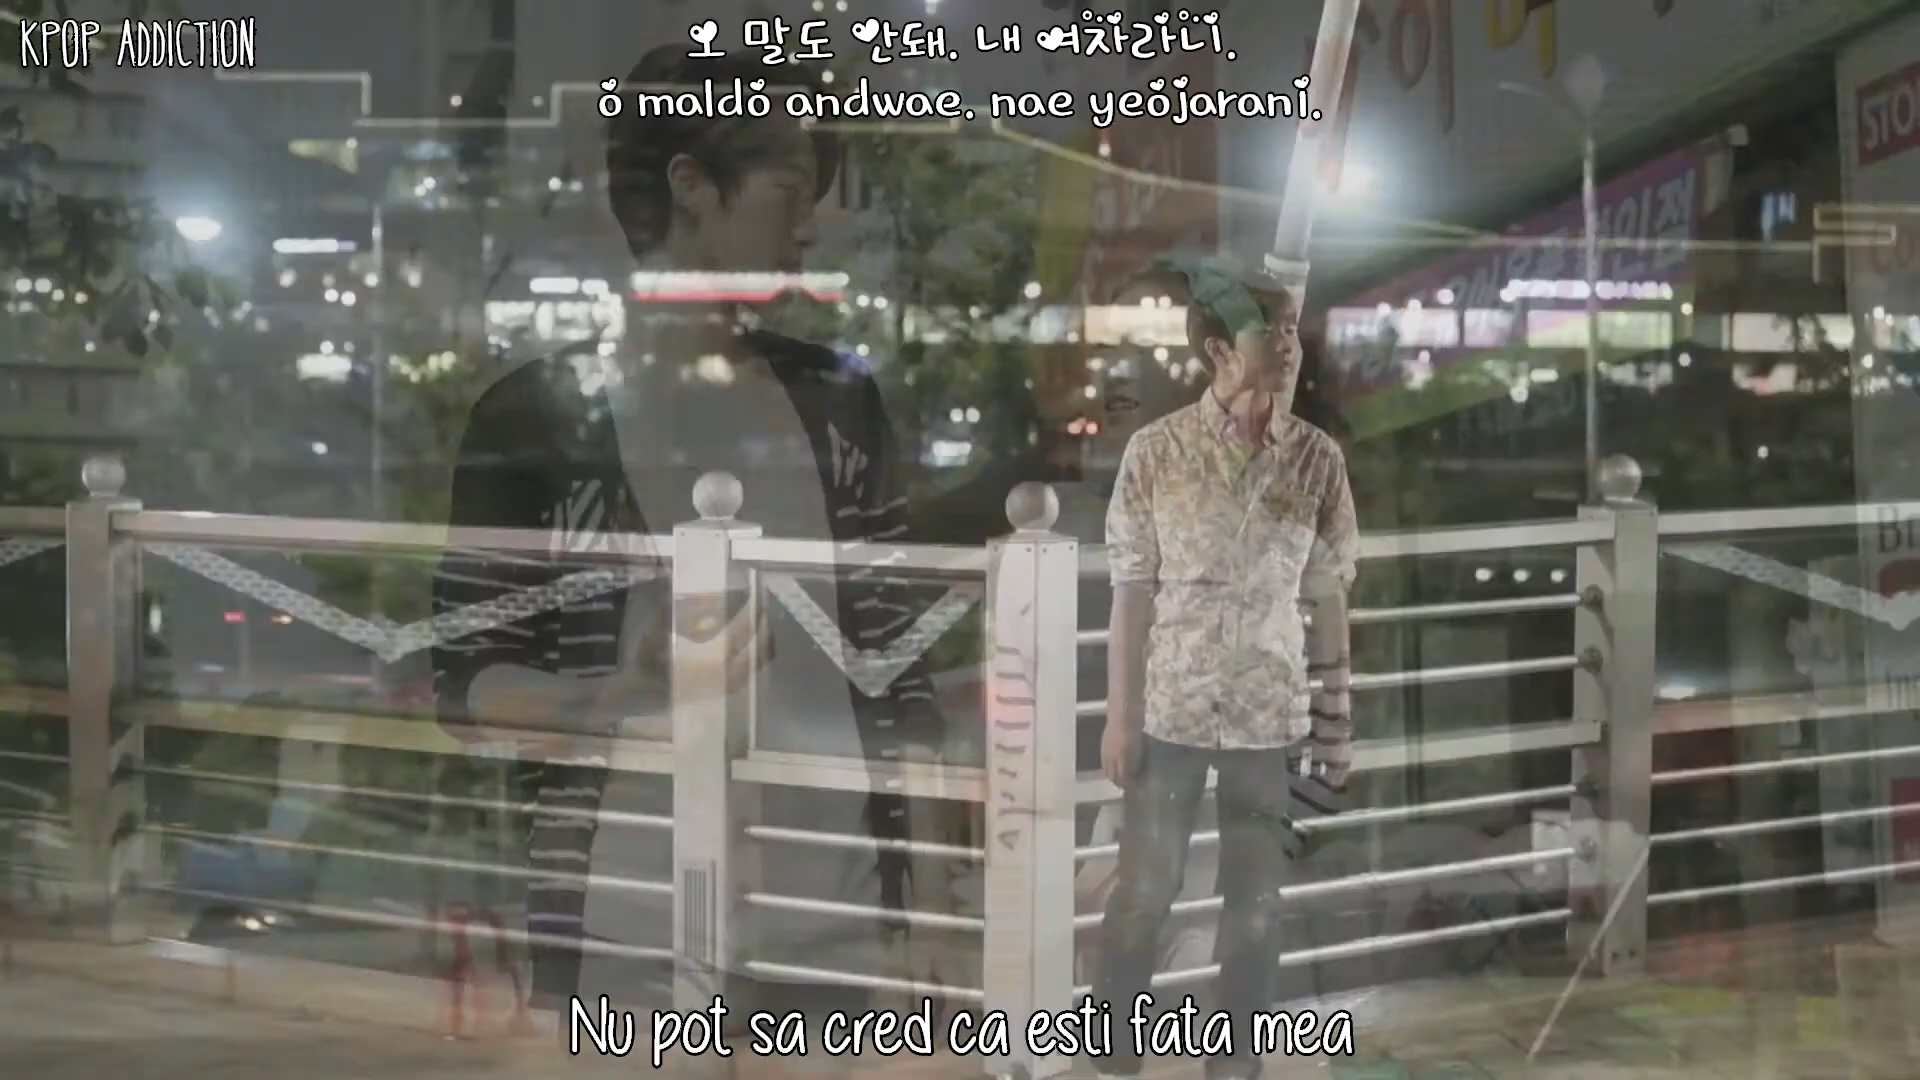 KPOP ADDICTION
오 말도 안돼. 내 여자라니.
o maldo andwae. nae yeojarani.
STO
Nu pot sa cred ca esti fata mea